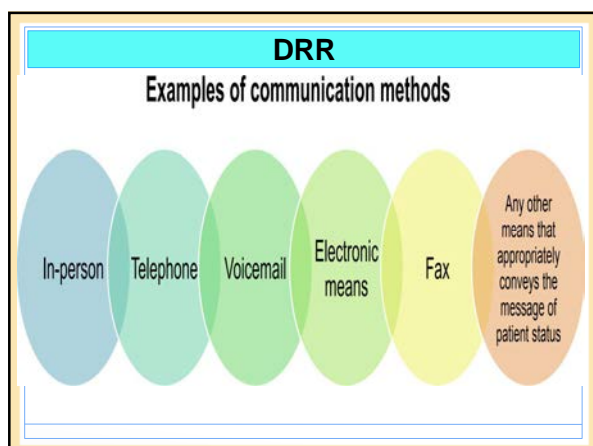 DRR
Examples of communication methods
In-person
Telephone
Voicemail
Electronic
means
Fax
Any other
means that
appropriately
conveys the
message of
patient status